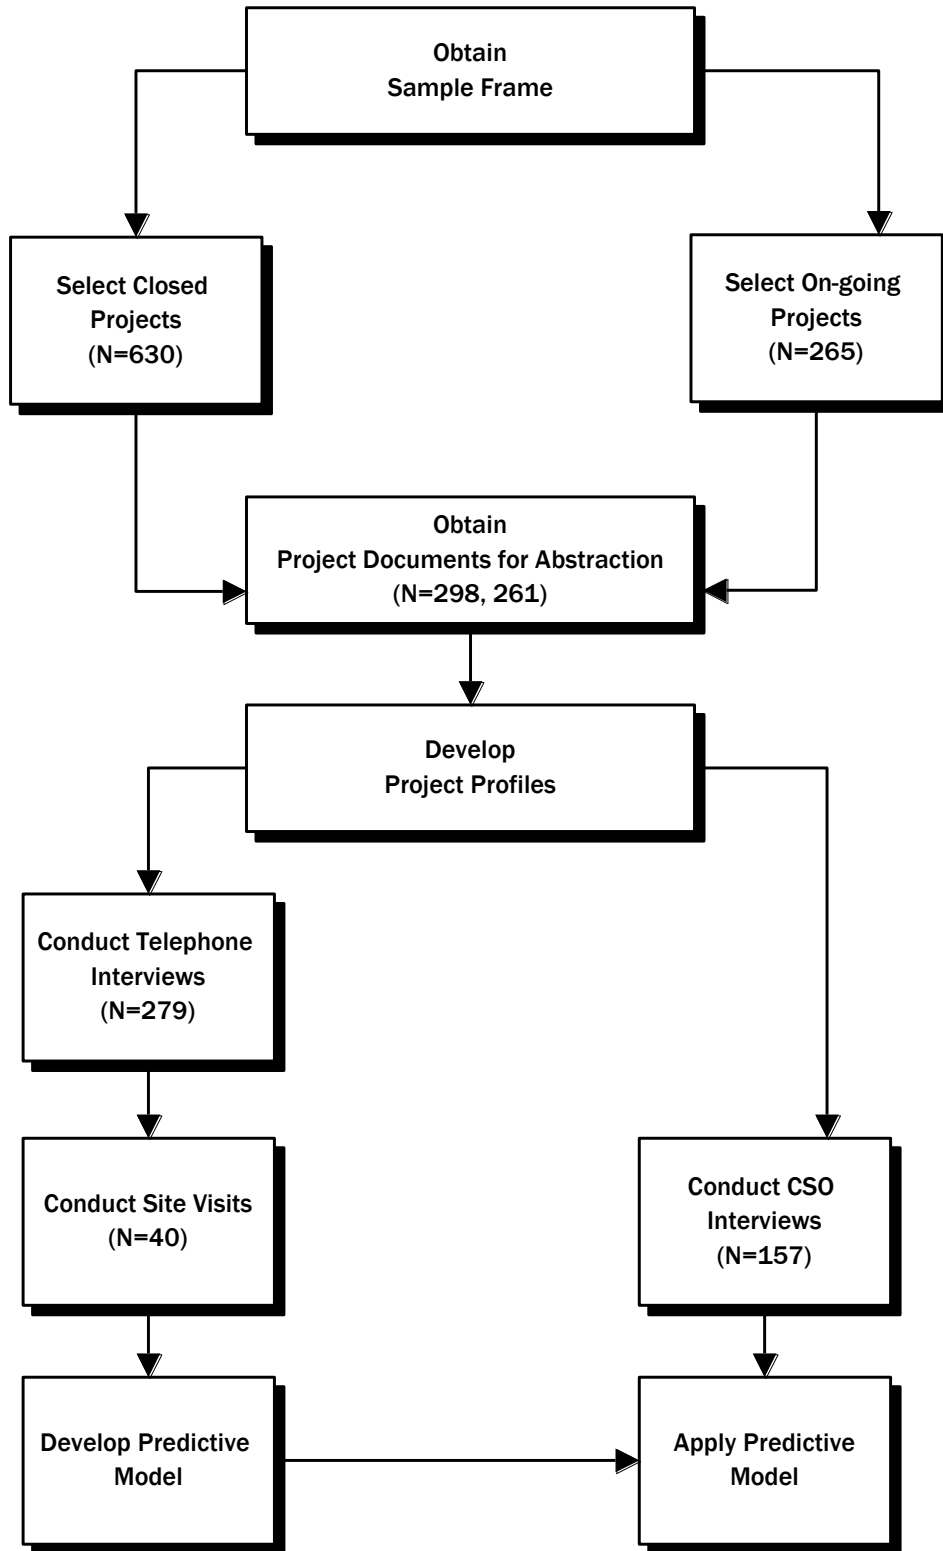 Obtain
Sample Frame
Select Closed
Projects
(N=630)
Select On-going
Projects
(N=265)
Obtain
Project Documents for Abstraction
(N=298, 261)
Develop
Project Profiles
Conduct Telephone
Interviews
(N=279)
Conduct Site Visits
(N=40)
Conduct CSO
Interviews
(N=157)
Develop Predictive
Model
Apply Predictive
Model